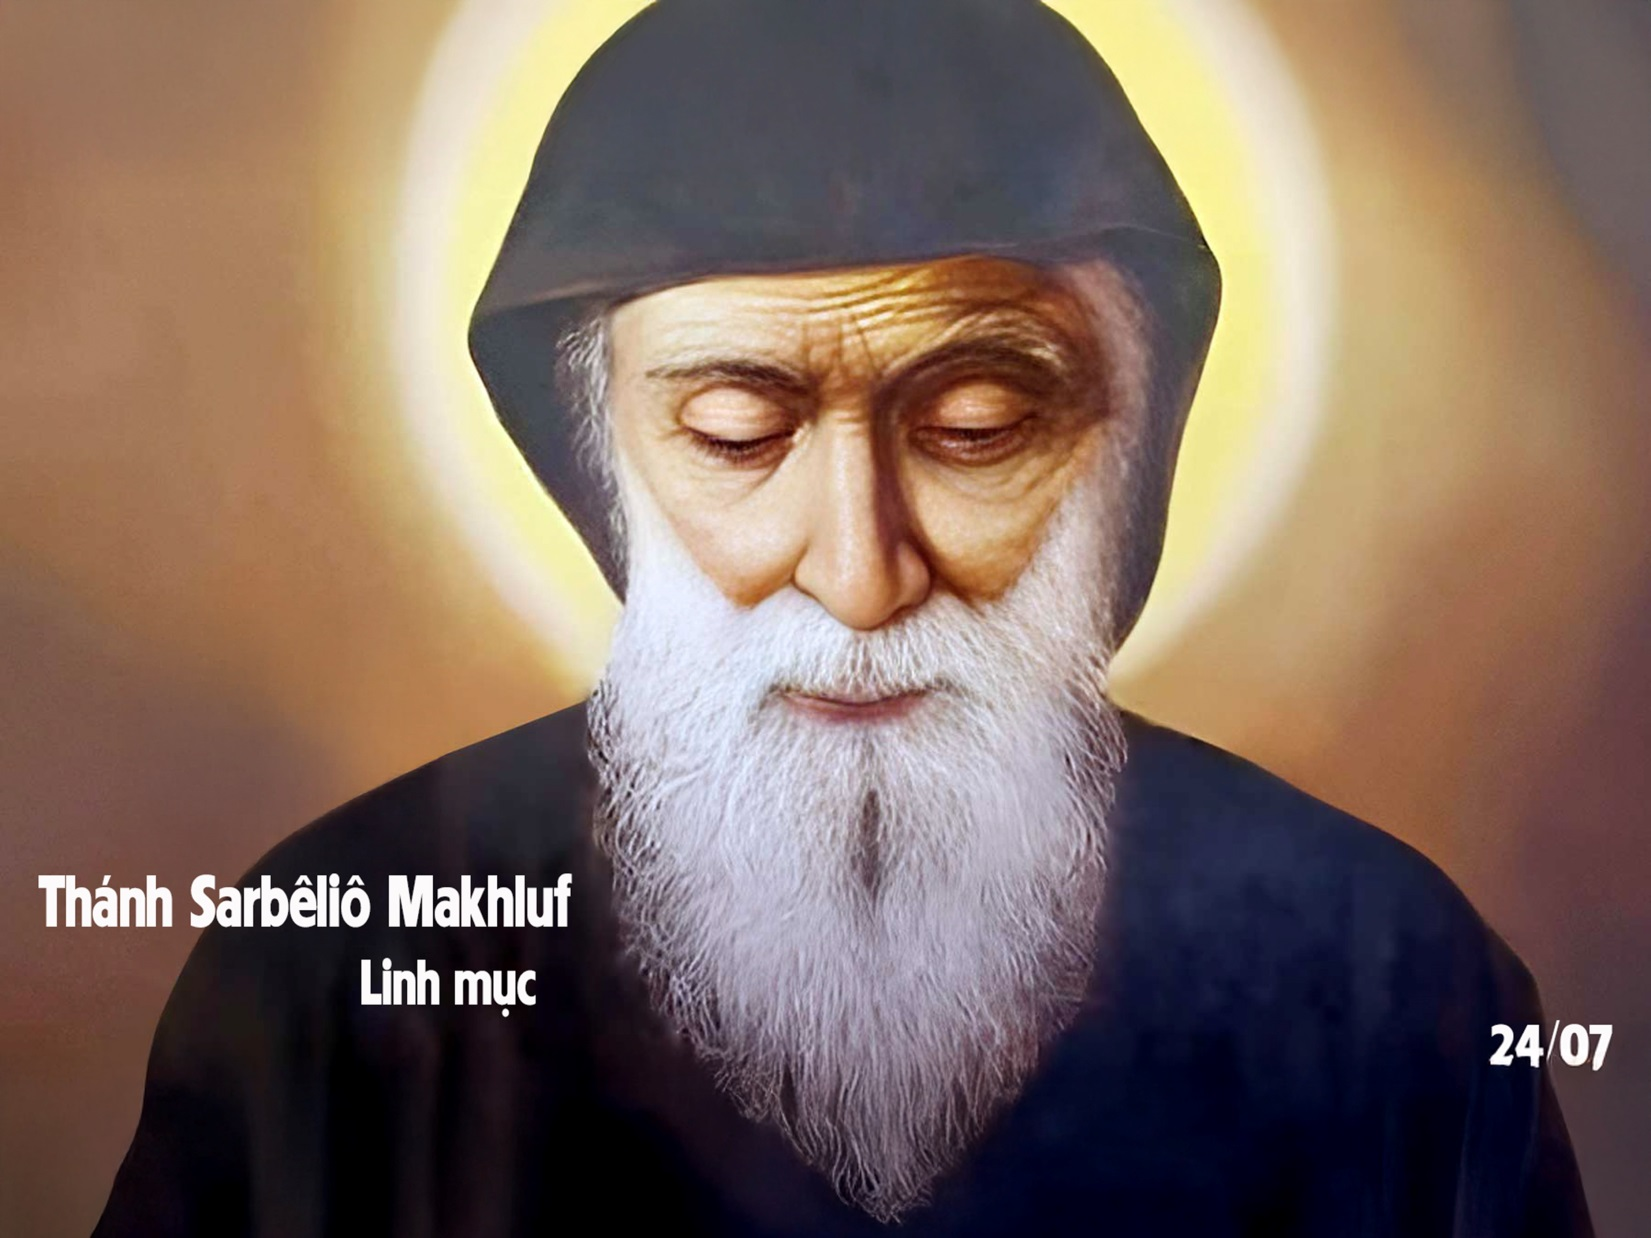 Thánh Sarbêliô Makhluf
Linh mục
24/07